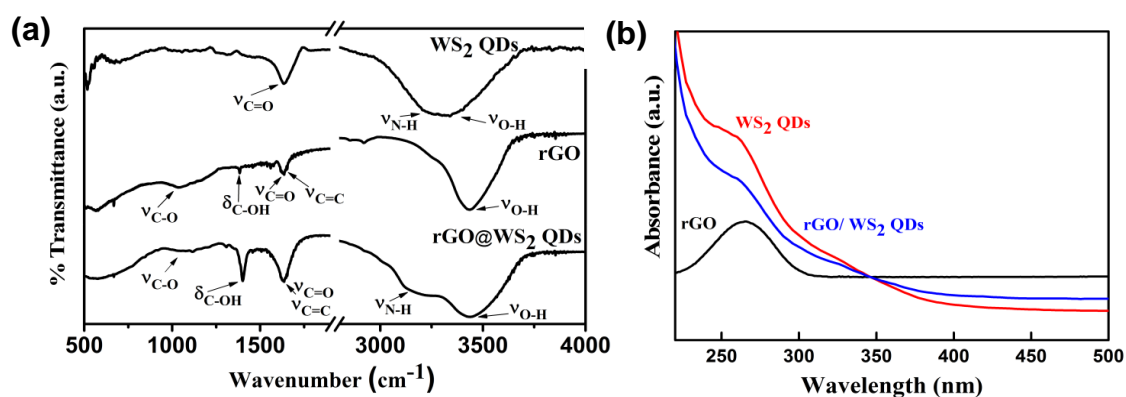 (a)
% Transmittance (a.u.)
WS2 QDs
νC=O
νN-H
νO-H
rGO
νC-O
δC-OH
νC=O
νC=C
νO-H
rGO@WS2 QDs
νC-O
δC-OH
νC=O
νC=C
νN-H
νO-H
500 1000 1500 3000 3500 4000
Wavenumber (cm-1)
(b)
Absorbance (a.u.)
WS2 QDs
rGO
rGO/ WS2 QDs
250 300 350 400 450 500
Wavelength (nm)